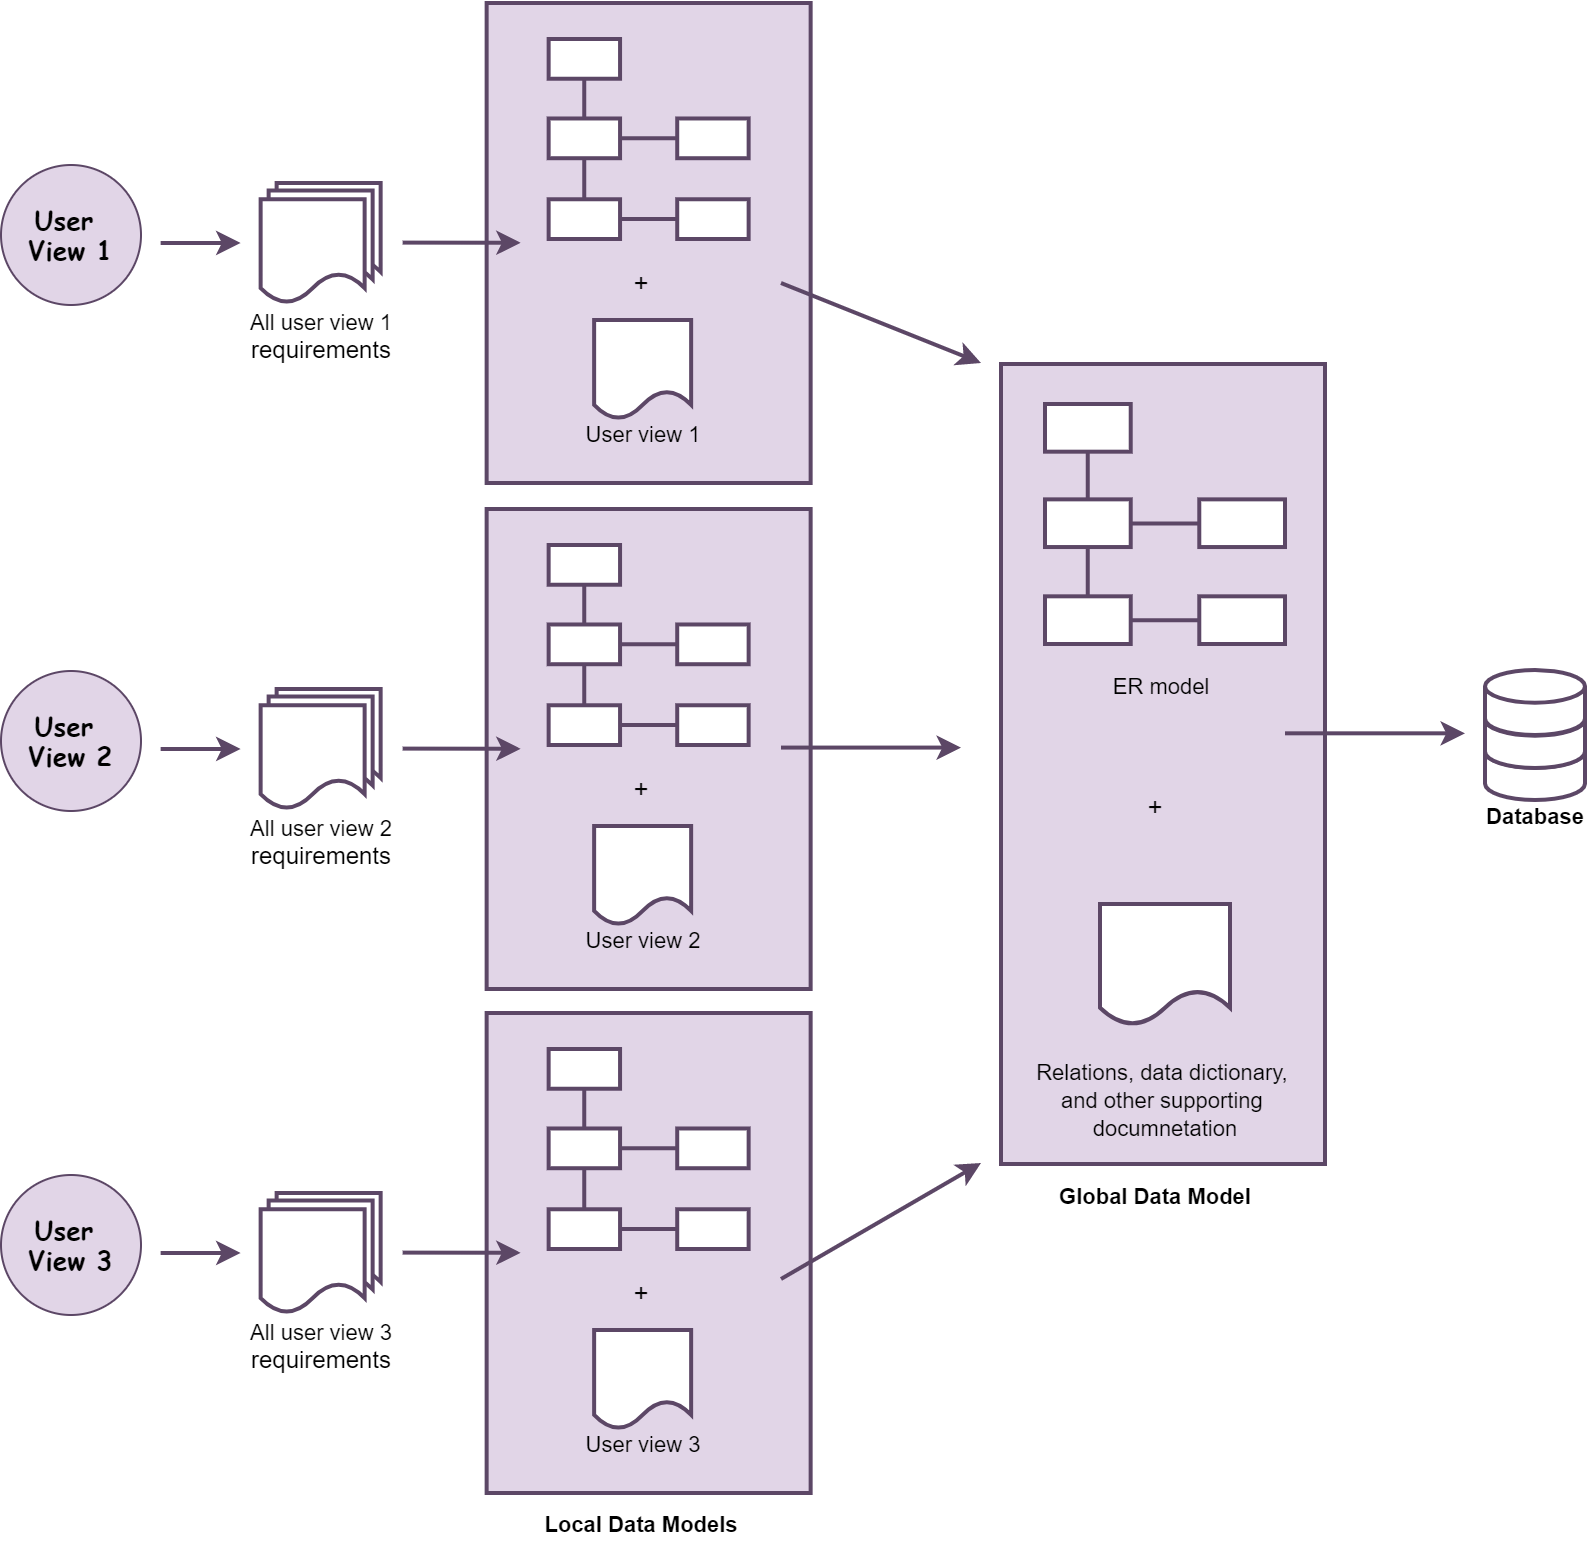 User
View 1
All user view 1
requirements
+
User view 1
User
View 2
All user view 2
requirements
+
User view 2
User
View 3
All user view 3
requirements
+
User view 3
Local Data Models
ER model
+
Relations, data dictionary,
and other supporting
documnetation
Global Data Model
Database